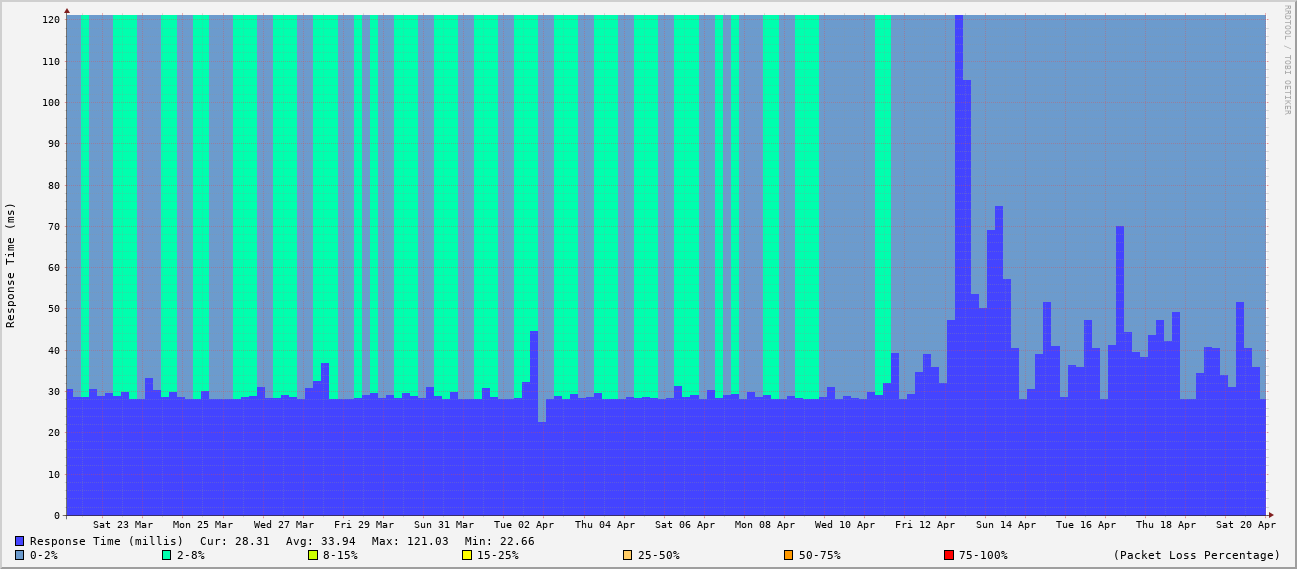 RRDTOOL / TOBI OETIKER
Response Time (ms)
120
110
100
90
80
70
60
50
40
30
20
10
0
Sat 23 Mar Mon 25 Mar Wed 27 Mar Fri 29 Mar Sun 31 Mar Tue 02 Apr Thu 04 Apr Sat 06 Apr Mon 08 Apr Wed 10 Apr Fri 12 Apr Sun 14 Apr Tue 16 Apr Thu 18 Apr Sat 20 Apr
Response Time (millis) Cur: 28.31 Avg: 33.94 Max: 121.03 Min: 22.66
0-2% 2-8% 8-15% 15-25% 25-50% 50-75% 75-100% (Packet Loss Percentage)